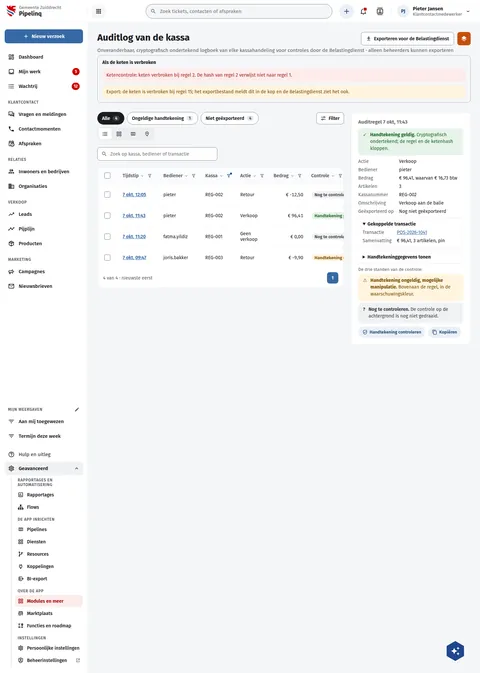 Gemeente Juridrecht
Pipelinq
Zoek tickets, contacten of afspraken
Pieter Jansen
Klantcontactmedewerker
PJ
+ Nieuw verzoek
Dashboard
Mijn werk
Wachtrij
KLANTCONTACT
Vragen en meldingen
Contactmomenten
Afspraken
RELATIES
Inwoners en bedrijven
Organisaties
VERKOOP
Leads
Pijplijn
Producten
MARKETING
Campagnes
Nieuwsbrieven
MIJN WEERGAVEN
Aan mij toegewezen
Termijn deze week
Hulp en uitleg
Geavanceerd
RAPPORTAGES EN
AUTOMATISERING
Rapportages
Flows
DE APP INRICHTEN
Pipelines
Diensten
Resources
Koppelingen
BI-export
OVER DE APP
Modules en meer
Marktplaats
Functies en roadmap
INSTELLINGEN
Persoonlijke instellingen
Beheerinstellingen
Auditlog van de kassa
Onveranderbaar, cryptografisch ondertekend logboek van elke kassahandeling voor controles door de Belastingdienst · alleen beheerders kunnen exporteren
Exporteren voor de Belastingdienst
Als de keten is verbroken
Ketencontrole: keten verbroken bij regel 2. De hash van regel 2 verwijst niet naar regel 1.
Export: de keten is verbroken bij regel 15; het exportbestand meldt dit in de kop en de Belastingdienst ziet het ook.
Alle 4
Ongeldige handtekening 1
Niet geëxporteerd 4
Filter
Zoek op kassa, bediener of transactie
Tijdstip
Bediener
Kassa
Actie
Bedrag
Controle
7 okt, 12:05
pieter
REG-002
Retour
€ -12,50
Nog te controle
7 okt, 11:43
pieter
REG-002
Verkoop
€ 96,41
Handtekening g
7 okt, 11:20
fatma.yildiz
REG-001
Geen
verkoop
€ 0,00
Nog te controle
7 okt, 09:47
joris.bakker
REG-003
Retour
€ -9,90
Handtekening o
4 van 4 · nieuwste eerst
1
Auditregel 7 okt, 11:43
Handtekening geldig. Cryptografisch
ondertekend; de regel en de ketenhash
kloppen.
Actie Verkoop
Bediener pieter
Bedrag € 96,41, waarvan € 16,73 btw
Artikelen 3
Kassanummer REG-002
Omschrijving Verkoop aan de balie
Geëxporteerd op Nog niet geëxporteerd
Gekoppelde transactie
Transactie POS-2026-1041
Samenvatting € 96,41, 3 artikelen, pin
Handtekeninggegevens tonen
De drie standen van de controle:
Handtekening ongeldig, mogelijke
manipulatie. Bovenaan de regel, in de
waarschuwingskleur.
? Nog te controleren. De controle op de
achtergrond is nog niet gedraaid.
Handtekening controleren
Kopiëren